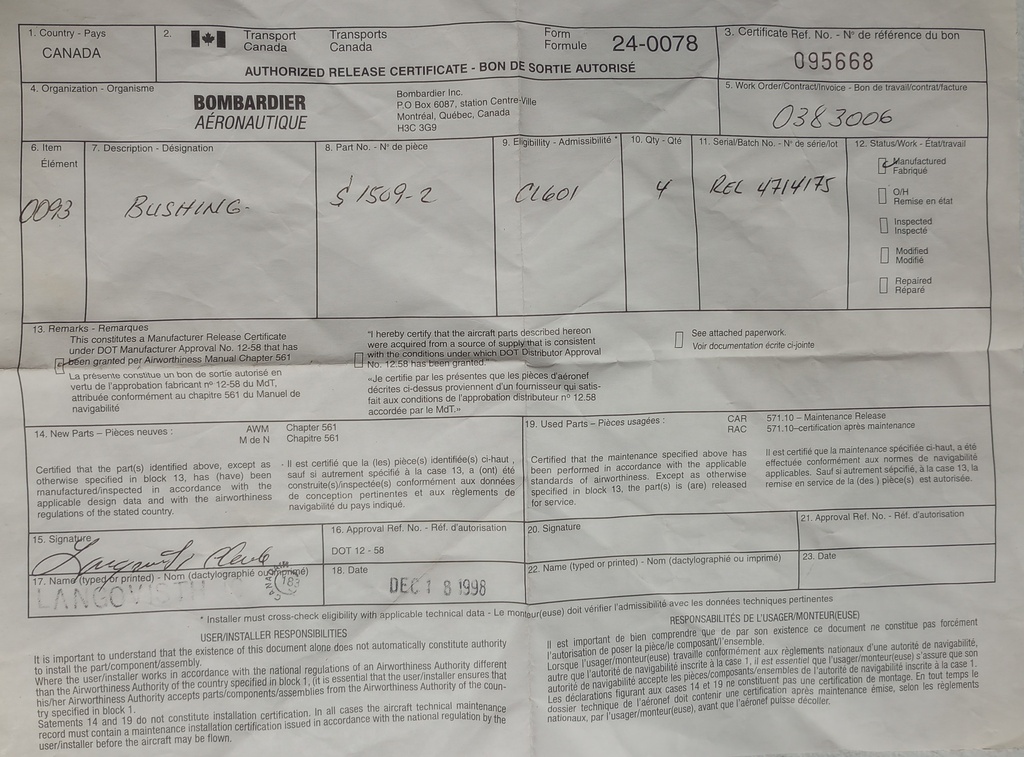 1. Country - Pays
CANADA
2.
Transport Canada
Transports Canada
Form
Formule
24-0078
AUTHORIZED RELEASE CERTIFICATE - BON DE SORTIE AUTORISÉ
3. Certificate Ref. No. - Nº de référence du bon
095668
4. Organization - Organisme
BOMBARDIER
AÉRONAUTIQUE
Bombardier Inc.
P.O Box 6087, station Centre-Ville
Montréal, Québec, Canada
H3C 3G9
5. Work Order/Contract/Invoice - Bon de travail/contrat/facture
0383006
6. Item
Élément
0093
7. Description - Désignation
BUSHING-
8. Part No. - Nº de pièce
S 1509-2
9. Eligibillity - Admissibilité *
CL601
10. Qty - Qté
4
11. Serial/Batch No. - Nº de série/lot
REL 4714175
12. Status/Work - État/travail
Manufactured
Fabriqué
O/H
Remise en état
Inspected
Inspecté
Modified
Modifié
Repaired
Réparé
13. Remarks - Remarques
This constitutes a Manufacturer Release Certificate
under DOT Manufacturer Approval No. 12-58 that has
been granted per Airworthiness Manual Chapter 561
La présente constitue un bon de sortie autorisé en
vertu de l'approbation fabricant nº 12-58 du MdT,
attribuée conformément au chapitre 561 du Manuel de
navigabilité
"I hereby certify that the aircraft parts described hereon
were acquired from a source of supply that is consistent
with the conditions under which DOT Distributor Approval
No. 12.58 has been granted."
«Je certifie par les présentes que les pièces d'aéronef
décrites ci-dessus proviennent d'un fournisseur qui satis-
fait aux conditions de l'approbation distributeur nº 12.58
accordée par le MdT.»
See attached paperwork
Voir documentation écrite ci-jointe
14. New Parts – Pièces neuves :
AWM Chapter 561
M de N Chapitre 561
Certified that the part(s) identified above, except as
otherwise specified in block 13, has (have) been
manufactured/inspected in accordance with the
applicable design data and with the airworthiness
regulations of the stated country.
Il est certifié que la (les) pièce(s) identifiée(s) ci-haut,
sauf si autrement spécifié à la case 13, a (ont) été
construite(s)/inspectée(s) conformément aux données
de conception pertinentes et aux règlements de
navigabilité du pays indiqué.
19. Used Parts – Pièces usagées :
CAR 571.10 – Maintenance Release
RAC 571.10–certification après maintenance
Certified that the maintenance specified above has
been performed in accordance with the applicable
standards of airworthiness. Except as otherwise
specified in block 13, the part(s) is (are) released
for service.
Il est certifié que la maintenance spécifiée ci-haut, a été
effectuée conformément aux normes de navigabilité
applicables. Sauf si autrement sépcifié, à la case 13, la
remise en service de la (des ) pièce(s) est autorisée.
15. Signature
16. Approval Ref. No. - Réf. d'autorisation
DOT 12 - 58
17. Name (typed or printed) - Nom (dactylographié ou imprimé)
183
18. Date
DEC 18 1998
20. Signature
21. Approval Ref. No. - Réf. d'autorisation
22. Name (typed or printed) - Nom (dactylographié ou imprimé)
23. Date
* Installer must cross-check eligibility with applicable technical data - Le monteur(euse) doit vérifier l'admissibilité avec les données techniques pertinentes
USER/INSTALLER RESPONSIBILITIES
It is important to understand that the existence of this document alone does not automatically constitute authority
to install the part/component/assembly.
Where the user/installer works in accordance with the national regulations of an Airworthiness Authority different
than the Airworthiness Authority of the country specified in block 1, (it is essential that the user/installer ensures that
his/her Airworthiness Authority accepts parts/components/assemblies from the Airworthiness Authority of the coun-
try specified in block 1.
Satements 14 and 19 do not constitute installation certification. In all cases the aircraft technical maintenance
record must contain a maintenance installation certification issued in accordance with the national regulation by the
user/installer before the aircraft may be flown.
RESPONSABILITÉS DE L'USAGER/MONTEUR(EUSE)
Il est important de bien comprendre que de par son existence ce document ne constitue pas forcément
l'autorisation de poser la pièce/le composant/l'ensemble.
Lorsque l'usager/monteur(euse) travaille conformément aux règlements nationaux d'une autorité de navigabilité,
autre que l'autorité de navigabilité inscrite à la case 1, il est essentiel que l'usager/monteur(euse) s'assure que son
autorité de navigabilité accepte les pièces/composants/ensembles de l'autorité de navigabilité inscrite à la case 1.
Les déclarations figurant aux cases 14 et 19 ne constituent pas une certification de montage. En tout temps le
dossier technique de l'aéronef doit contenir une certification après maintenance émise, selon les règlements
nationaux, par l'usager/monteur(euse), avant que l'aéronef puisse décoller.